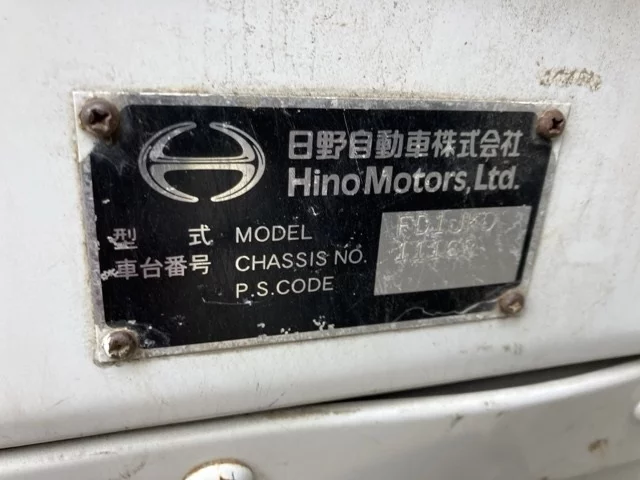 日野自動車株式会社
Hino Motors, Ltd.
型 式 MODEL
車台番号 CHASSIS NO.
P.S.CODE